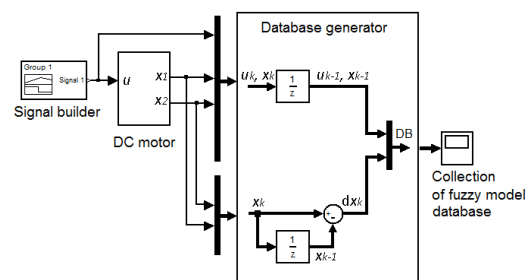 Database generator
Group 1
Signal 1
Signal builder
u
x1
x2
DC motor
uk, xk
1
z
uk-1, xk-1
DB
xk
+
-
dxk
1
z
xk-1
Collection
of fuzzy model
database